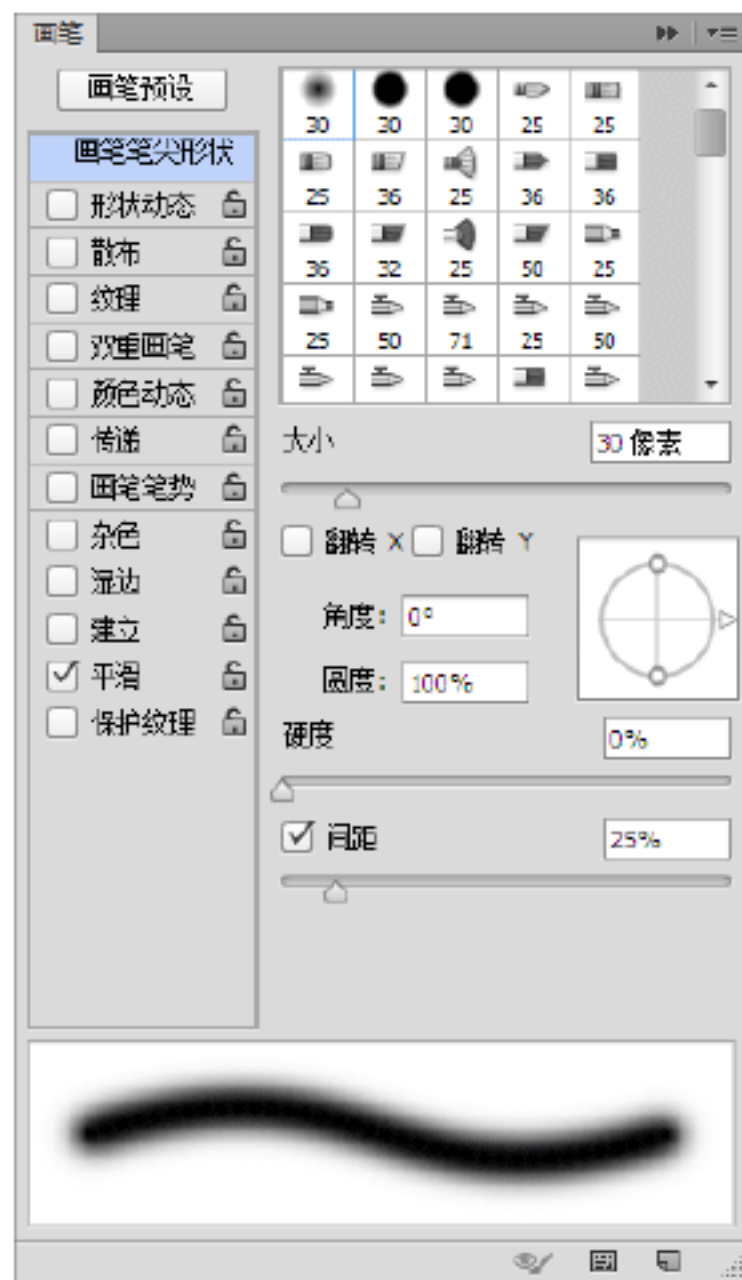 画笔
画笔预设
画笔笔尖形状
形状动态
散布
纹理
双重画笔
颜色动态
传递
画笔笔势
杂色
湿边
建立
平滑
保护纹理
30 30 30 25 25
25 36 25 36 36
36 32 25 50 25
25 50 71 25 50
大小 30 像素
翻转 X 翻转 Y
角度: 0°
圆度: 100%
硬度 0%
间距 25%